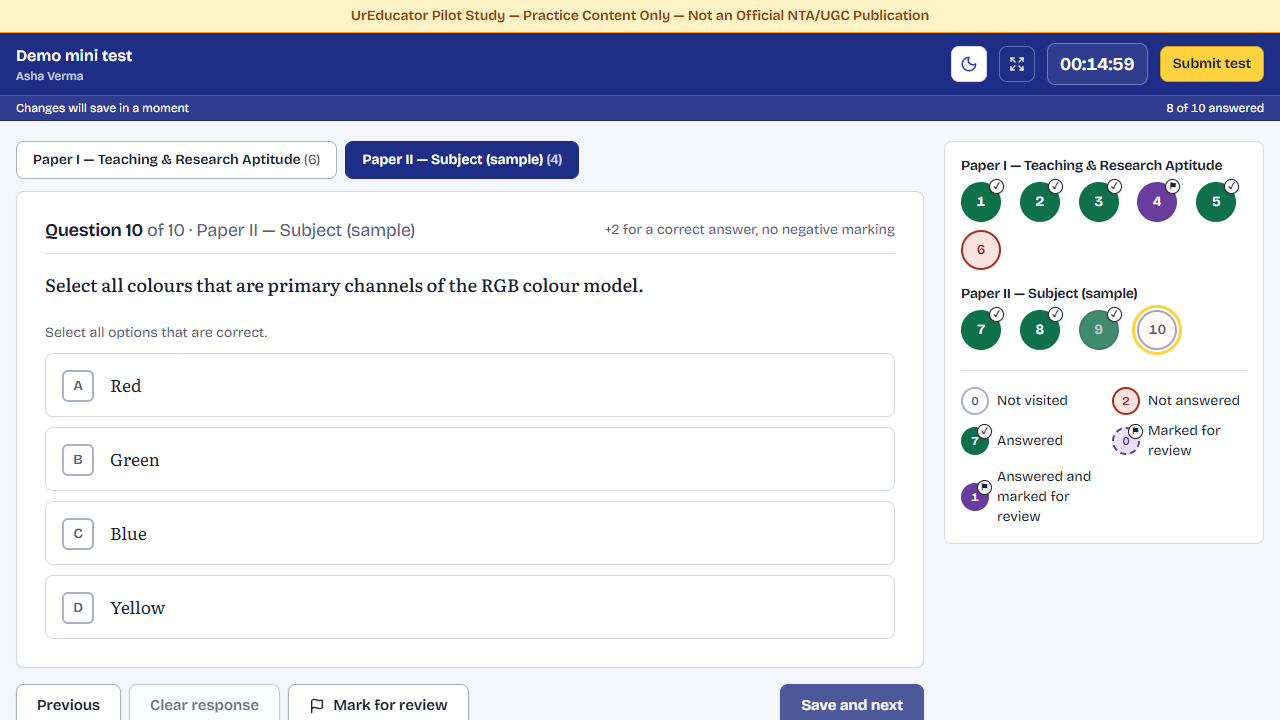 UrEducator Pilot Study — Practice Content Only — Not an Official NTA/UGC Publication
Demo mini test
Asha Verma
00:14:59
Submit test
Changes will save in a moment
8 of 10 answered
Paper I — Teaching & Research Aptitude (6)
Paper II — Subject (sample) (4)
Question 10 of 10 · Paper II — Subject (sample)
+2 for a correct answer, no negative marking
Select all colours that are primary channels of the RGB colour model.
Select all options that are correct.
A Red
B Green
C Blue
D Yellow
Previous
Clear response
Mark for review
Save and next
Paper I — Teaching & Research Aptitude
1 2 3 4 5
6
Paper II — Subject (sample)
7 8 9 10
0 Not visited
2 Not answered
7 Answered
0 Marked for
review
1 Answered and
marked for
review